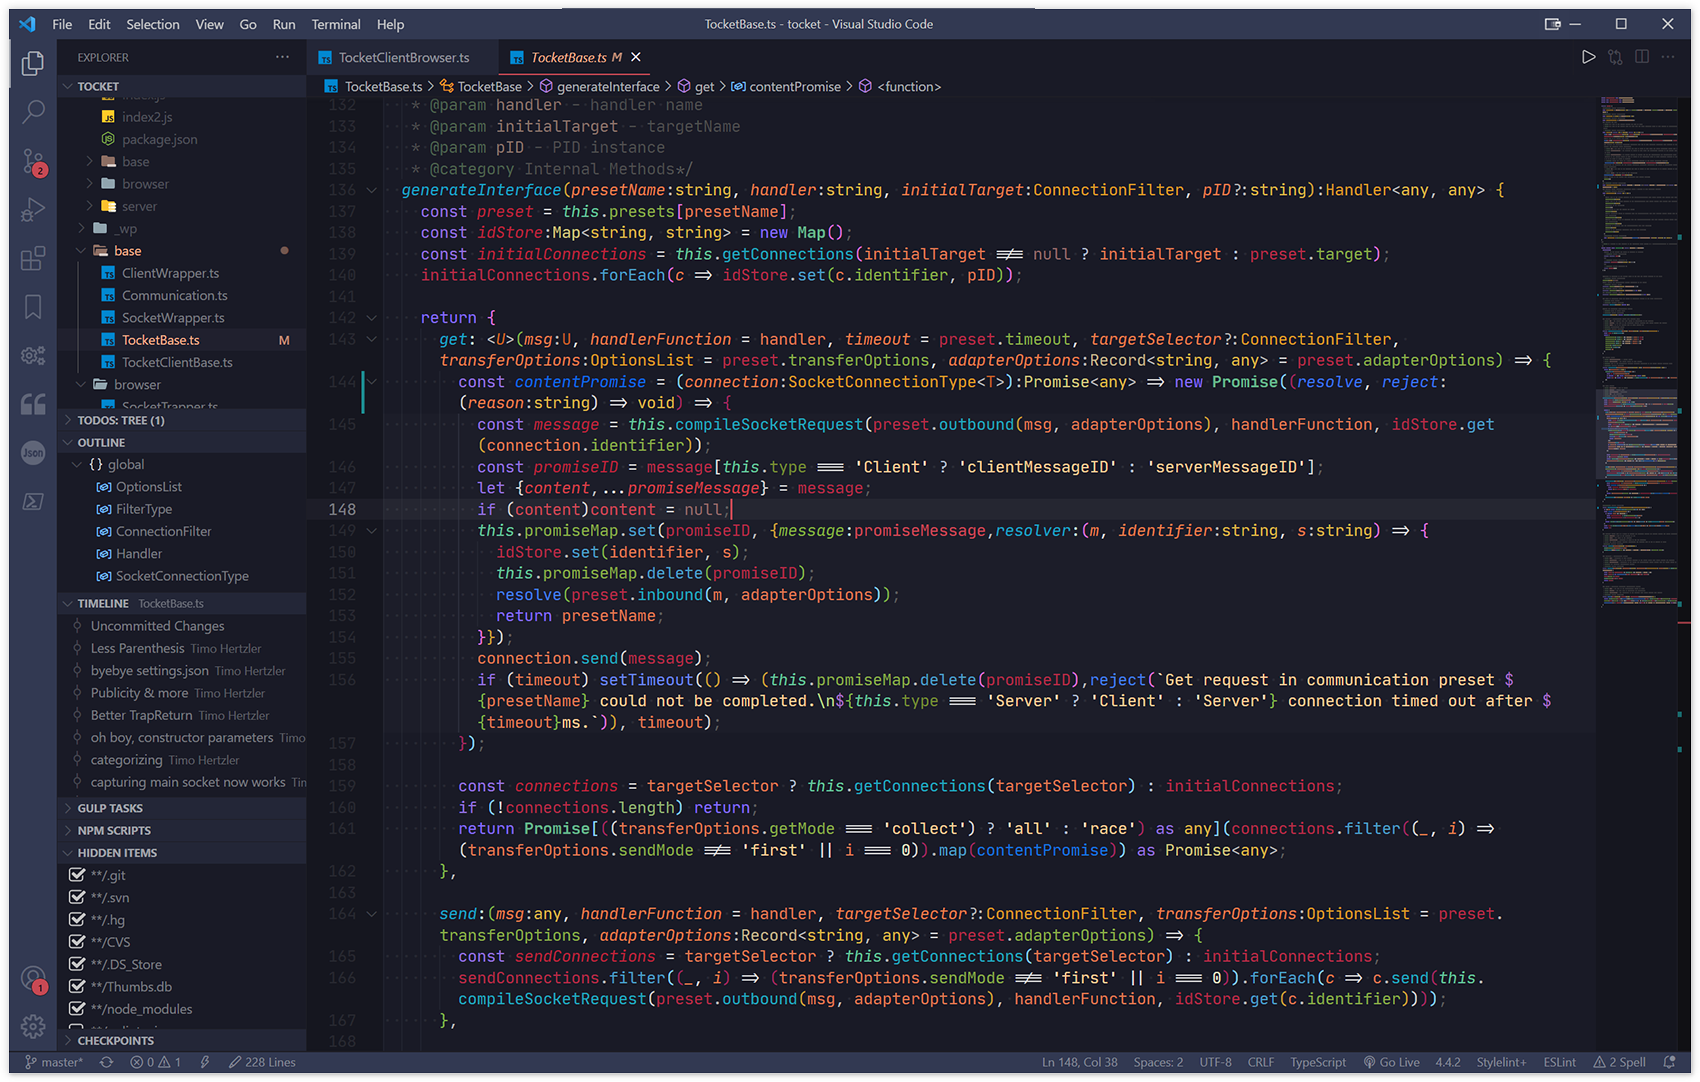 File Edit Selection View Go Run Terminal Help
TocketBase.ts - tocket - Visual Studio Code
EXPLORER
TOCKET
index.js
index2.js
package.json
base
browser
server
_wp
base
ClientWrapper.ts
Communication.ts
SocketWrapper.ts
TocketBase.ts M
TocketClientBase.ts
browser
SocketTrapper.ts
TODOS: TREE (1)
OUTLINE
{} global
OptionsList
FilterType
ConnectionFilter
Handler
SocketConnectionType
TIMELINE TocketBase.ts
Uncommitted Changes
Less Parenthesis Timo Hertzler
byebye settings.json Timo Hertzler
Publicity & more Timo Hertzler
Better TrapReturn Timo Hertzler
oh boy, constructor parameters Timo
categorizing Timo Hertzler
capturing main socket now works Tim
GULP TASKS
NPM SCRIPTS
HIDDEN ITEMS
**/.git
**/.svn
**/.hg
**/CVS
**/.DS_Store
**/Thumbs.db
**/node_modules
CHECKPOINTS
2
Json
1
TS TocketClientBrowser.ts TS TocketBase.ts M
TS TocketBase.ts > TocketBase > generateInterface > get > contentPromise > <function>
132 * @param handler - handler name
133 * @param initialTarget - targetName
134 * @param pID - PID instance
135 * @category Internal Methods*/
136 generateInterface(presetName:string, handler:string, initialTarget:ConnectionFilter, pID?:string):Handler<any, any> {
137 const preset = this.presets[presetName];
138 const idStore:Map<string, string> = new Map();
139 const initialConnections = this.getConnections(initialTarget !== null ? initialTarget : preset.target);
140 initialConnections.forEach(c => idStore.set(c.identifier, pID));
141
142 return {
143 get: <U>(msg:U, handlerFunction = handler, timeout = preset.timeout, targetSelector?:ConnectionFilter,
transferOptions:OptionsList = preset.transferOptions, adapterOptions:Record<string, any> = preset.adapterOptions) => {
144 const contentPromise = (connection:SocketConnectionType<T>):Promise<any> => new Promise((resolve, reject:
(reason:string) => void) => {
145 const message = this.compileSocketRequest(preset.outbound(msg, adapterOptions), handlerFunction, idStore.get
(connection.identifier));
146 const promiseID = message[this.type === 'Client' ? 'clientMessageID' : 'serverMessageID'];
147 let {content,...promiseMessage} = message;
148 if (content)content = null;
149 this.promiseMap.set(promiseID, {message:promiseMessage,resolver:(m, identifier:string, s:string) => {
150 idStore.set(identifier, s);
151 this.promiseMap.delete(promiseID);
152 resolve(preset.inbound(m, adapterOptions));
153 return presetName;
154 }});
155 connection.send(message);
156 if (timeout) setTimeout(() => (this.promiseMap.delete(promiseID),reject(`Get request in communication preset $
{presetName} could not be completed.\n${this.type === 'Server' ? 'Client' : 'Server'} connection timed out after $
{timeout}ms.`)), timeout);
157 });
158
159 const connections = targetSelector ? this.getConnections(targetSelector) : initialConnections;
160 if (!connections.length) return;
161 return Promise[((transferOptions.getMode === 'collect') ? 'all' : 'race') as any](connections.filter((_, i) =>
(transferOptions.sendMode !== 'first' || i === 0)).map(contentPromise)) as Promise<any>;
162 },
163
164 send:(msg:any, handlerFunction = handler, targetSelector?:ConnectionFilter, transferOptions:OptionsList = preset.
transferOptions, adapterOptions:Record<string, any> = preset.adapterOptions) => {
165 const sendConnections = targetSelector ? this.getConnections(targetSelector) : initialConnections;
166 sendConnections.filter((_, i) => (transferOptions.sendMode !== 'first' || i === 0)).forEach(c => c.send(this.
compileSocketRequest(preset.outbound(msg, adapterOptions), handlerFunction, idStore.get(c.identifier))));
167 },
168
master* 0 1 228 Lines Ln 148, Col 38 Spaces: 2 UTF-8 CRLF TypeScript Go Live 4.4.2 Stylelint+ ESLint 2 Spell